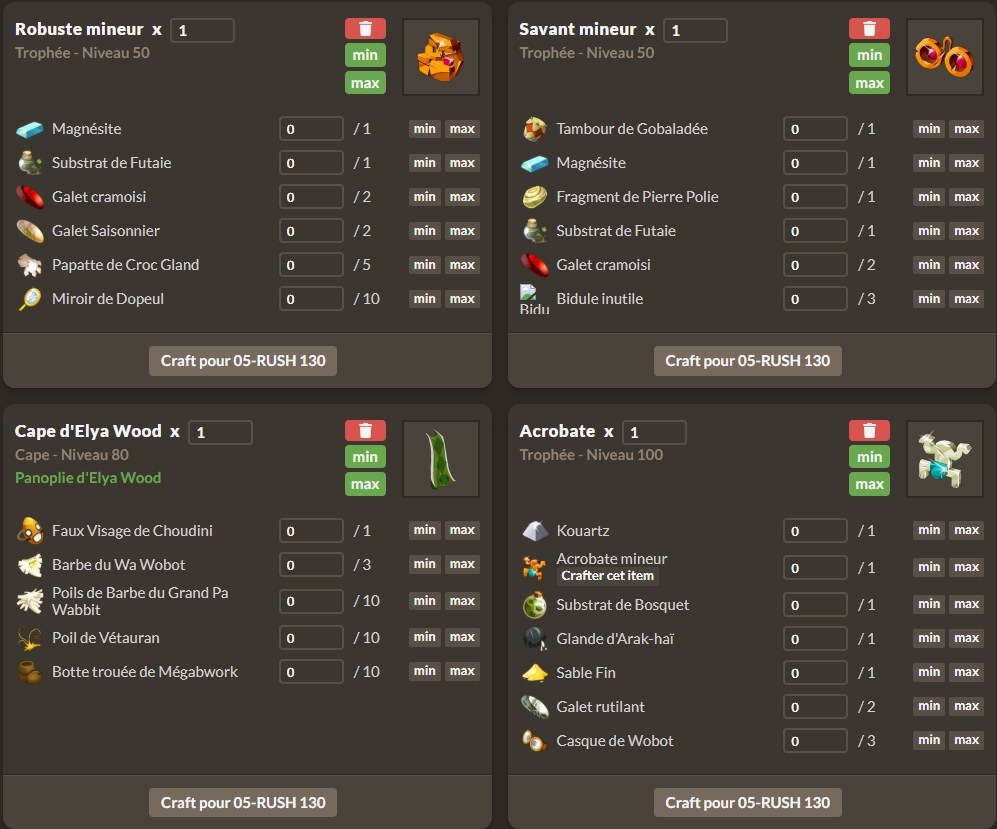 Robuste mineur x 1
Trophée - Niveau 50
min
max
Magnésite 0 / 1 min max
Substrat de Futaie 0 / 1 min max
Galet cramoisi 0 / 2 min max
Galet Saisonnier 0 / 2 min max
Papatte de Croc Gland 0 / 5 min max
Miroir de Dopeul 0 / 10 min max
Craft pour 05-RUSH 130
Savant mineur x 1
Trophée - Niveau 50
min
max
Tambour de Gobaladée 0 / 1 min max
Magnésite 0 / 1 min max
Fragment de Pierre Polie 0 / 1 min max
Substrat de Futaie 0 / 1 min max
Galet cramoisi 0 / 2 min max
Bidu Bidule inutile 0 / 3 min max
Craft pour 05-RUSH 130
Cape d'Elya Wood x 1
Cape - Niveau 80
Panoplie d'Elya Wood
min
max
Faux Visage de Choudini 0 / 1 min max
Barbe du Wa Wobot 0 / 3 min max
Poils de Barbe du Grand Pa
Wabbit 0 / 10 min max
Poil de Vétauran 0 / 10 min max
Botte trouée de Mégabwork 0 / 10 min max
Craft pour 05-RUSH 130
Acrobate x 1
Trophée - Niveau 100
min
max
Kouartz 0 / 1 min max
Acrobate mineur
Crafter cet item 0 / 1 min max
Substrat de Bosquet 0 / 1 min max
Glande d'Arak-haï 0 / 1 min max
Sable Fin 0 / 1 min max
Galet rutilant 0 / 2 min max
Casque de Wobot 0 / 3 min max
Craft pour 05-RUSH 130